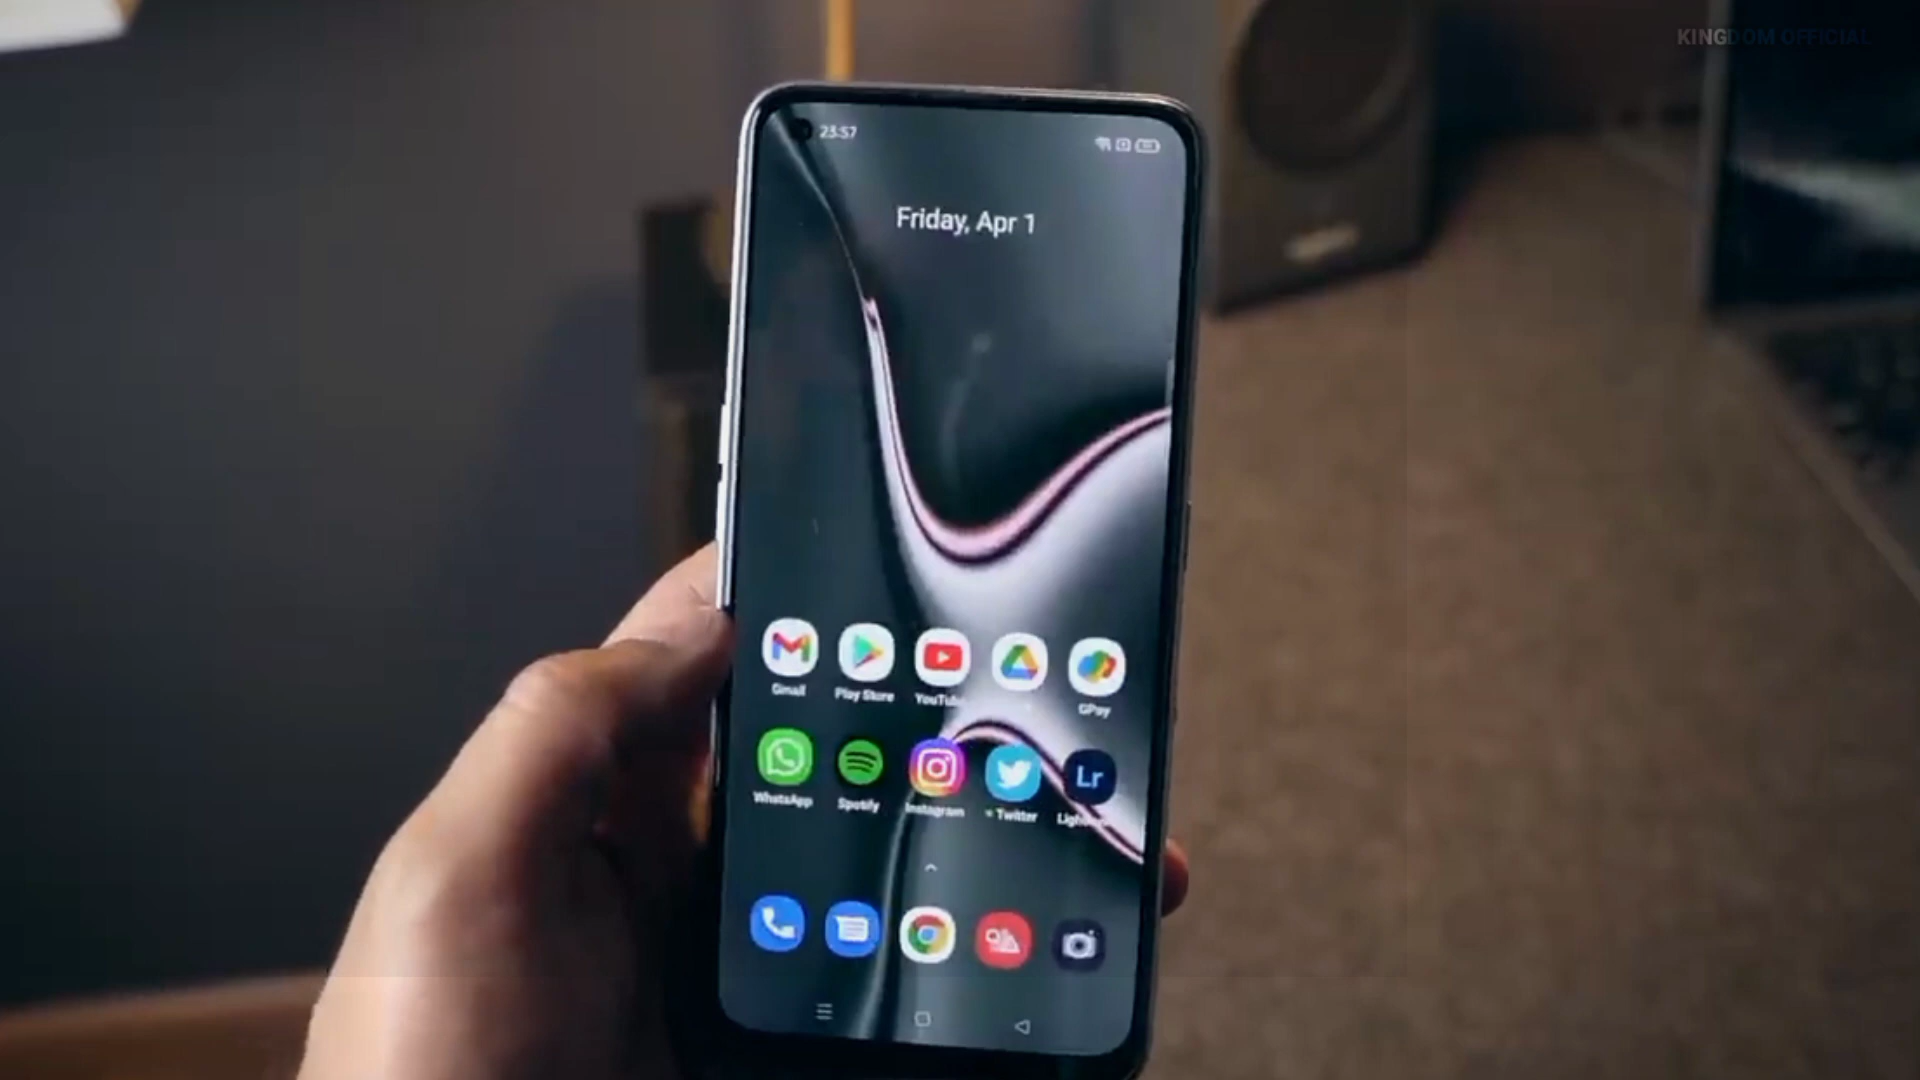 KINGDOM OFFICIAL
23:57
Friday, Apr 1
Gmail
Play Store
YouTube
GPay
WhatsApp
Spotify
Instagram
Twitter
Lr